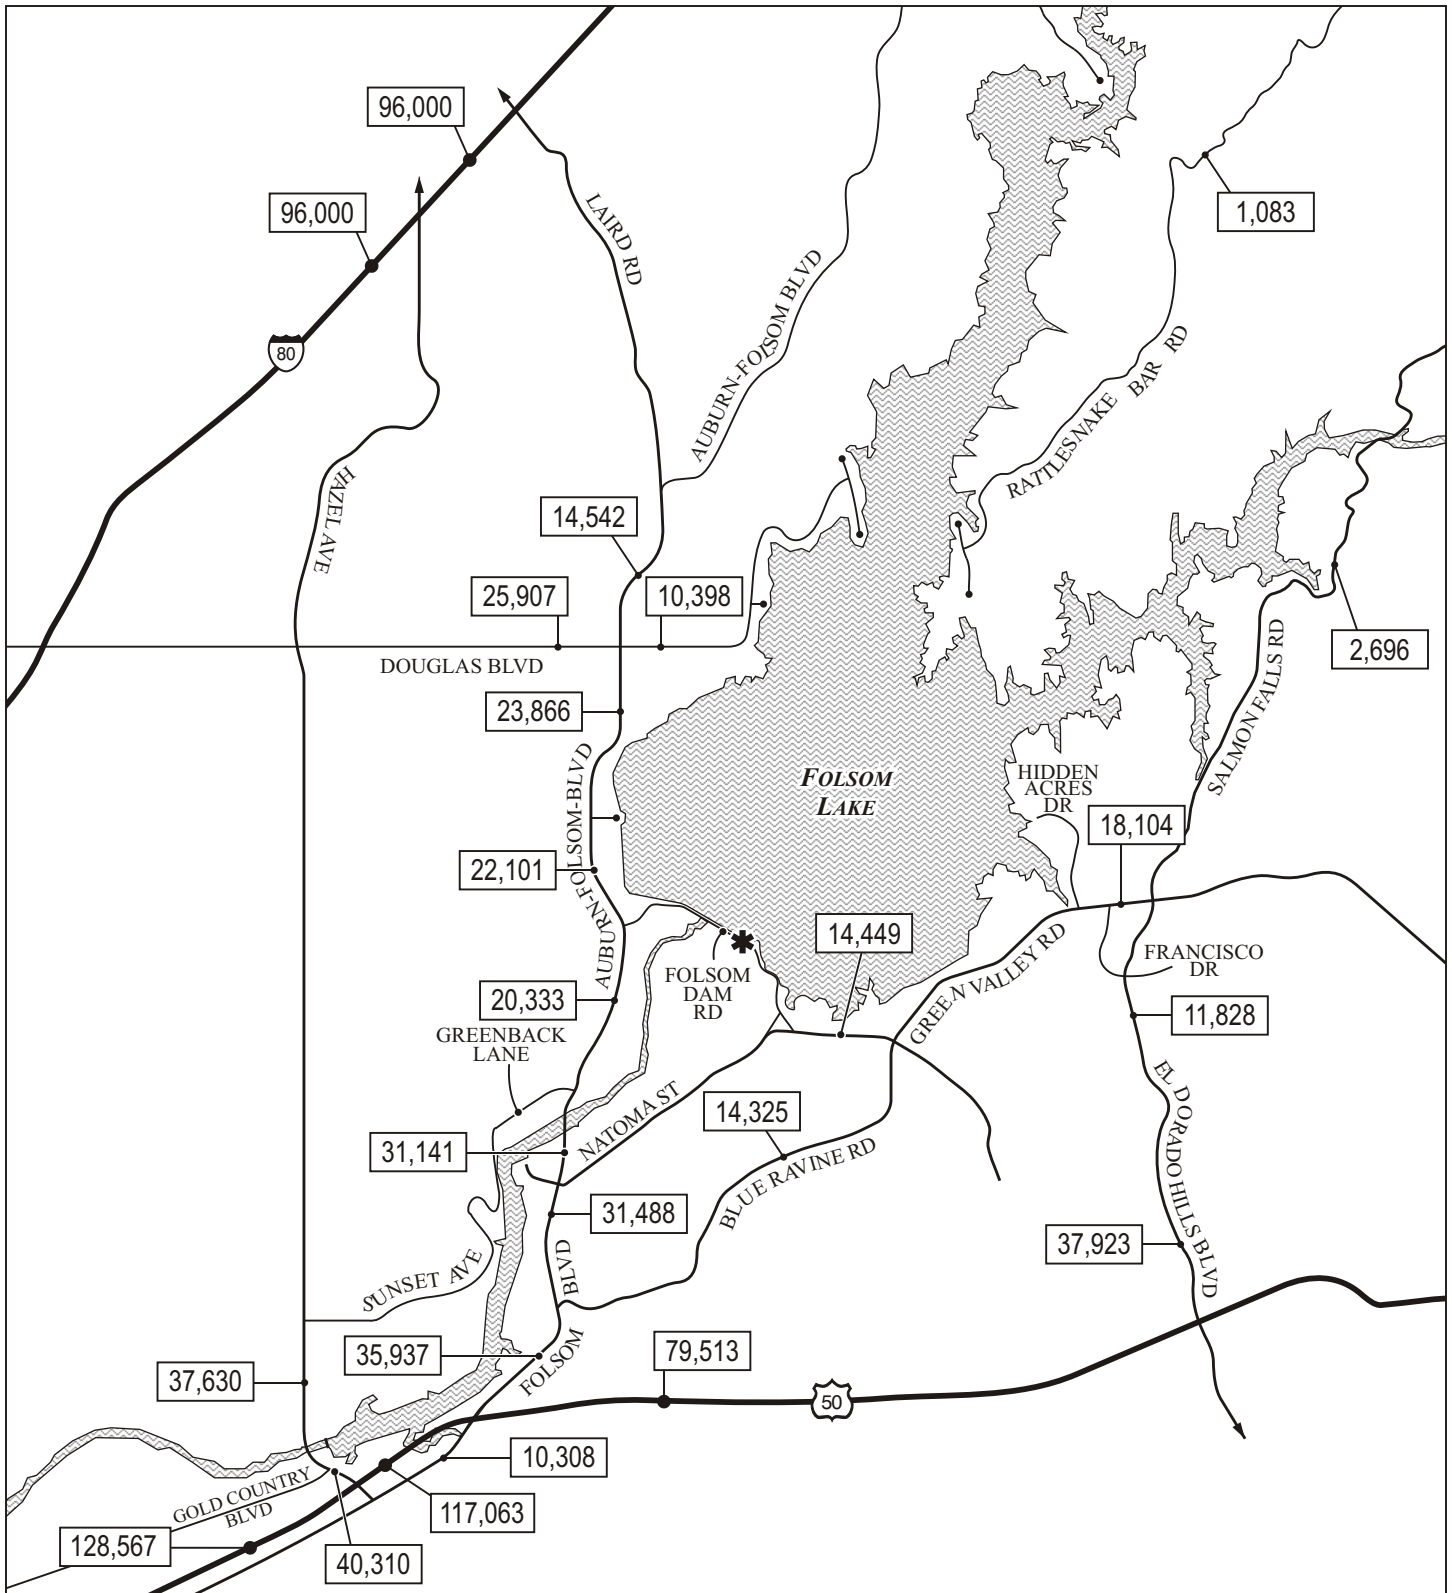 96,000
96,000
1,083
LAIRD RD
AUBURN-FOLSOM BLVD
80
RATTLESNAKE BAR RD
HAZEL AVE
14,542
25,907
10,398
2,696
DOUGLAS BLVD
SALMON FALLS RD
23,866
AUBURN-FOLSOM-BLVD
FOLSOM
LAKE
HIDDEN
ACRES
DR
18,104
22,101
14,449
GREEN VALLEY RD
FRANCISCO
DR
FOLSOM
DAM
RD
20,333
11,828
GREENBACK
LANE
EL DORADO HILLS BLVD
NATOMA ST
14,325
31,141
BLUE RAVINE RD
31,488
37,923
SUNSET AVE
FOLSOM BLVD
35,937
79,513
37,630
50
10,308
GOLD COUNTRY
BLVD
117,063
128,567
40,310